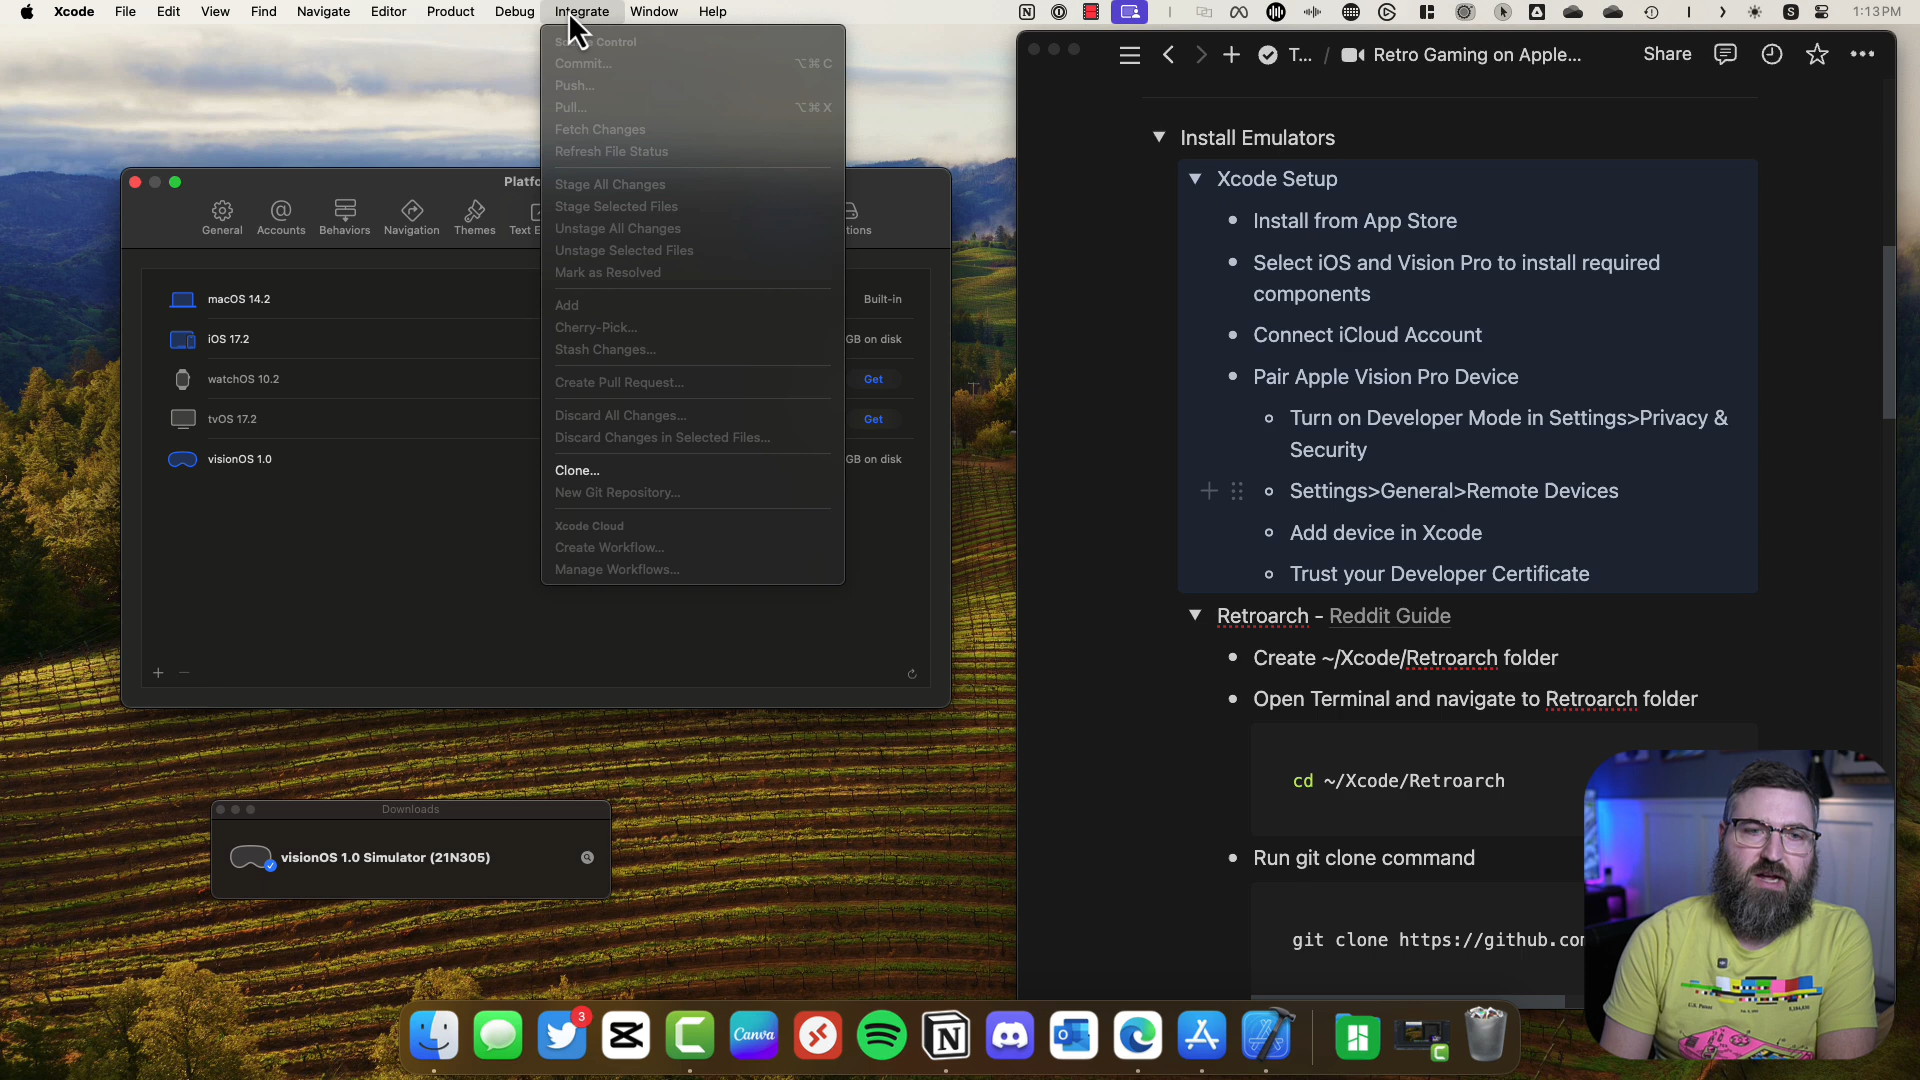 Xcode File Edit View Find Navigate Editor Product Debug Integrate Window Help
1:13PM
Control
Commit... ⌥⌘C
Push...
Pull... ⌥⌘X
Fetch Changes
Refresh File Status
Stage All Changes
Stage Selected Files
Unstage All Changes
Unstage Selected Files
Mark as Resolved
Add
Cherry-Pick...
Stash Changes...
Create Pull Request...
Discard All Changes...
Discard Changes in Selected Files...
Clone...
New Git Repository...
Xcode Cloud
Create Workflow...
Manage Workflows...
General Accounts Behaviors Navigation Themes
macOS 14.2 Built-in
iOS 17.2 GB on disk
watchOS 10.2 Get
tvOS 17.2 Get
visionOS 1.0 GB on disk
Downloads
visionOS 1.0 Simulator (21N305)
T... / Retro Gaming on Apple... Share
Install Emulators
Xcode Setup
Install from App Store
Select iOS and Vision Pro to install required
components
Connect iCloud Account
Pair Apple Vision Pro Device
Turn on Developer Mode in Settings>Privacy &
Security
Settings>General>Remote Devices
Add device in Xcode
Trust your Developer Certificate
Retroarch - Reddit Guide
Create ~/Xcode/Retroarch folder
Open Terminal and navigate to Retroarch folder
cd ~/Xcode/Retroarch
Run git clone command
git clone https://github.com
3
Canva